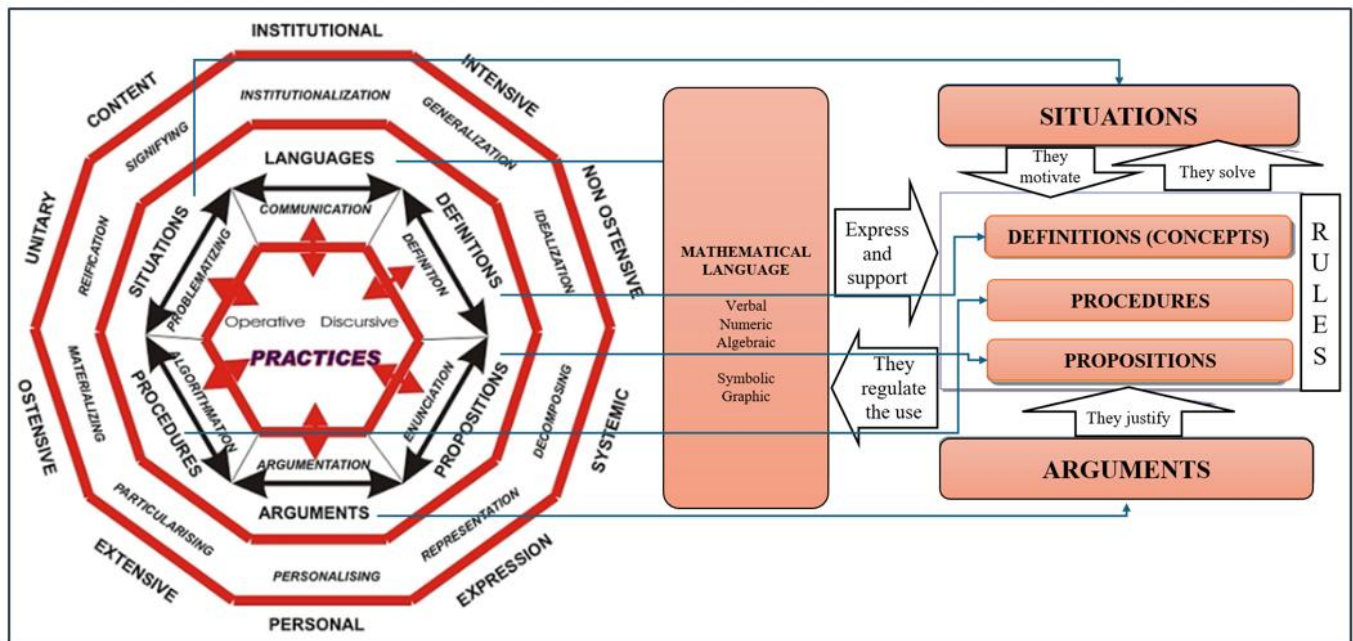 INSTITUTIONAL
CONTENT
INTENSIVE
INSTITUTIONALIZATION
SIGNIFYING
GENERALIZATION
UNITARY
NON OSTENSIVE
LANGUAGES
REIFICATION
IDEALIZATION
SITUATIONS
DEFINITIONS
COMMUNICATION
PROBLEMATIZING
DEFINITION
Operative Discursive
PRACTICES
OSTENSIVE
SYSTEMIC
MATERIALIZING
DECOMPOSING
PROCEDURES
PROPOSITIONS
ALGORITHMATION
ENUNCIATION
ARGUMENTATION
ARGUMENTS
PARTICULARISING
REPRESENTATION
EXTENSIVE
EXPRESSION
PERSONALISING
PERSONAL
MATHEMATICAL
LANGUAGE
Verbal
Numeric
Algebraic
Symbolic
Graphic
Express
and
support
They
regulate
the use
SITUATIONS
They
motivate
They solve
DEFINITIONS (CONCEPTS)
PROCEDURES
PROPOSITIONS
RULES
They justify
ARGUMENTS